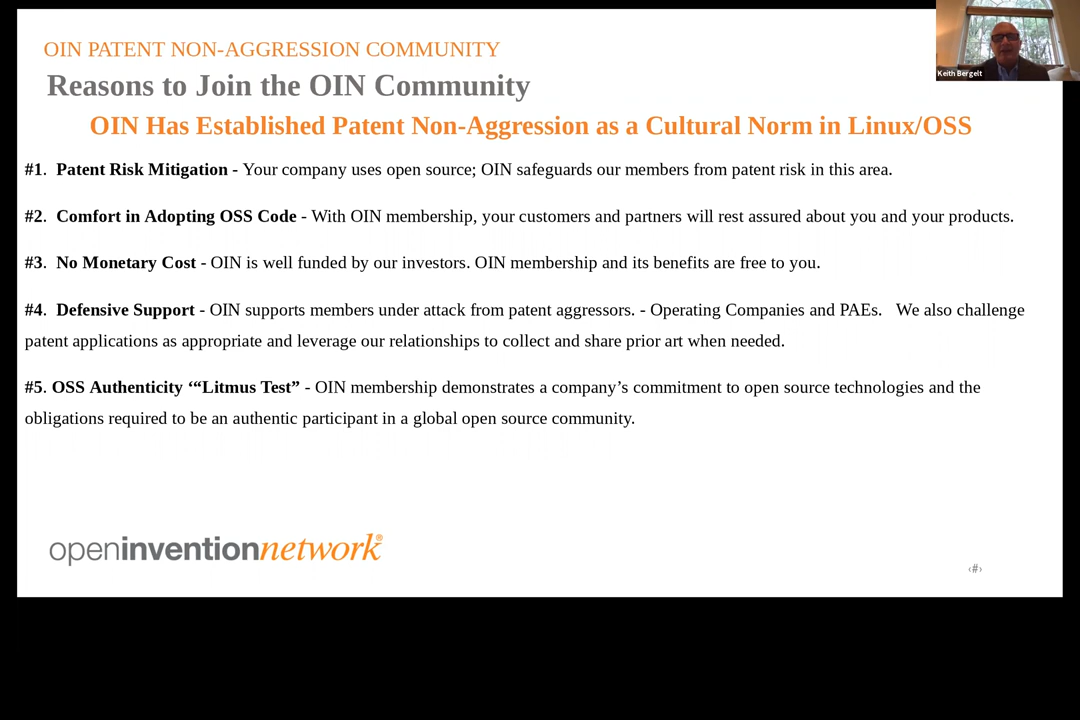 OIN PATENT NON-AGGRESSION COMMUNITY
Reasons to Join the OIN Community
OIN Has Established Patent Non-Aggression as a Cultural Norm in Linux/OSS
#1.  Patent Risk Mitigation - Your company uses open source; OIN safeguards our members from patent risk in this area.
#2.  Comfort in Adopting OSS Code - With OIN membership, your customers and partners will rest assured about you and your products.
#3.  No Monetary Cost - OIN is well funded by our investors. OIN membership and its benefits are free to you.
#4.  Defensive Support - OIN supports members under attack from patent aggressors. - Operating Companies and PAEs.   We also challenge
patent applications as appropriate and leverage our relationships to collect and share prior art when needed.
#5. OSS Authenticity ‘“Litmus Test” - OIN membership demonstrates a company’s commitment to open source technologies and the
obligations required to be an authentic participant in a global open source community.
openinventionnetwork®
‹#›
Keith Bergelt